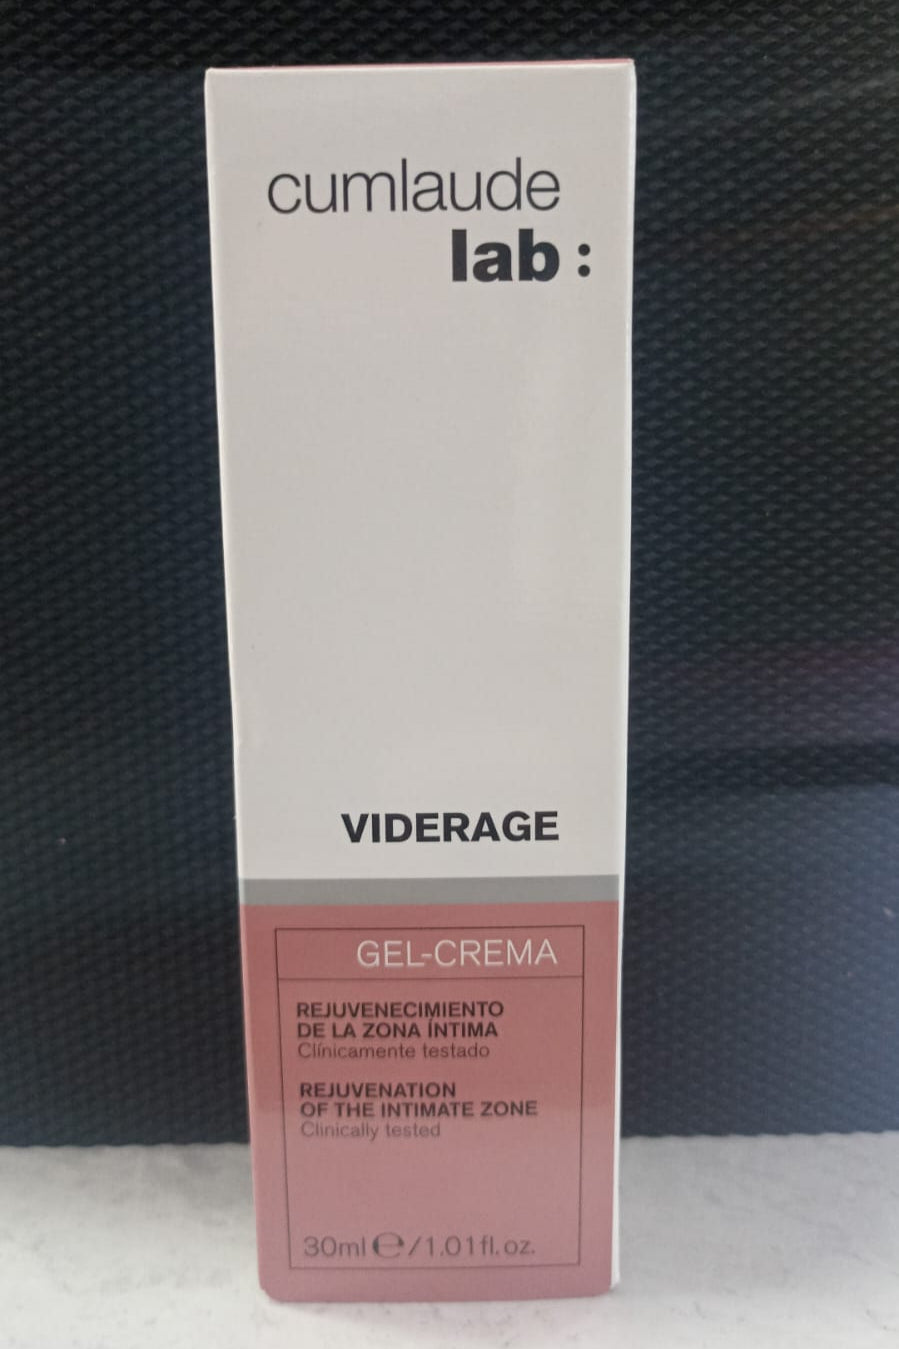 cumlaude
lab:
VIDERAGE
GEL-CREMA
REJUVENECIMIENTO
DE LA ZONA ÍNTIMA
Clínicamente testado
REJUVENATION
OF THE INTIMATE ZONE
Clinically tested
30ml ℮/1.01fl.oz.